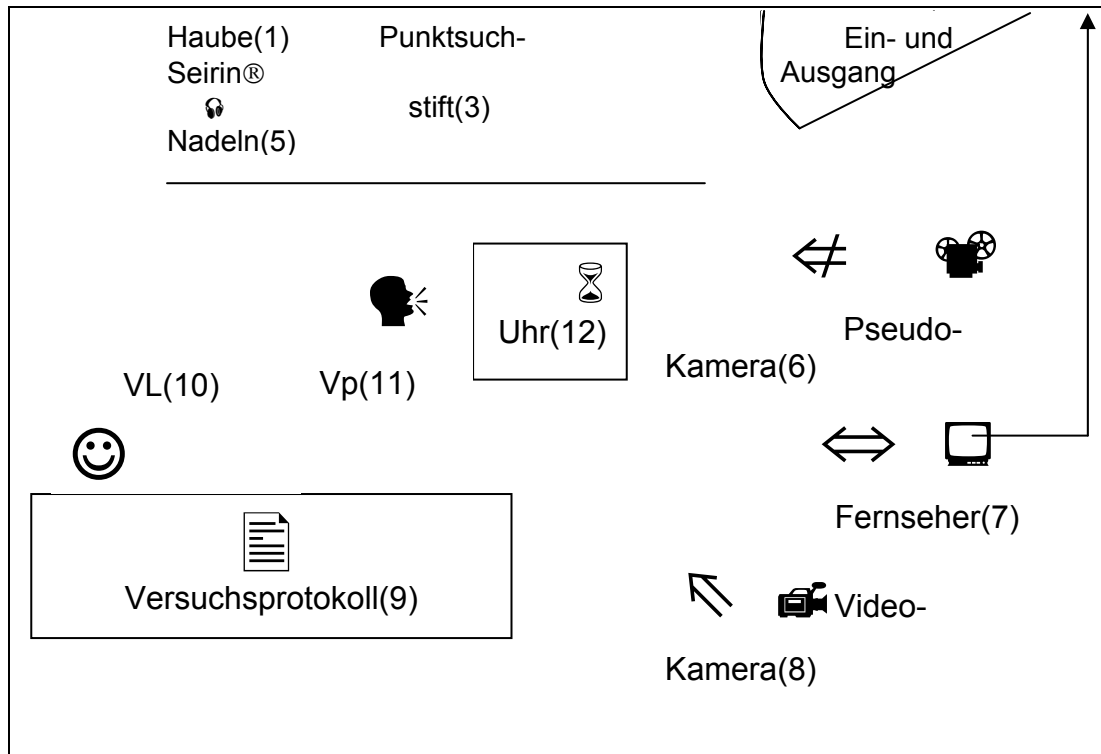 Haube(1) Punktsuch-
Seirin®
stift(3)
Nadeln(5)
Ein- und
Ausgang
Uhr(12)
Pseudo-
Kamera(6)
VL(10) Vp(11)
Fernseher(7)
Versuchsprotokoll(9)
Video-
Kamera(8)